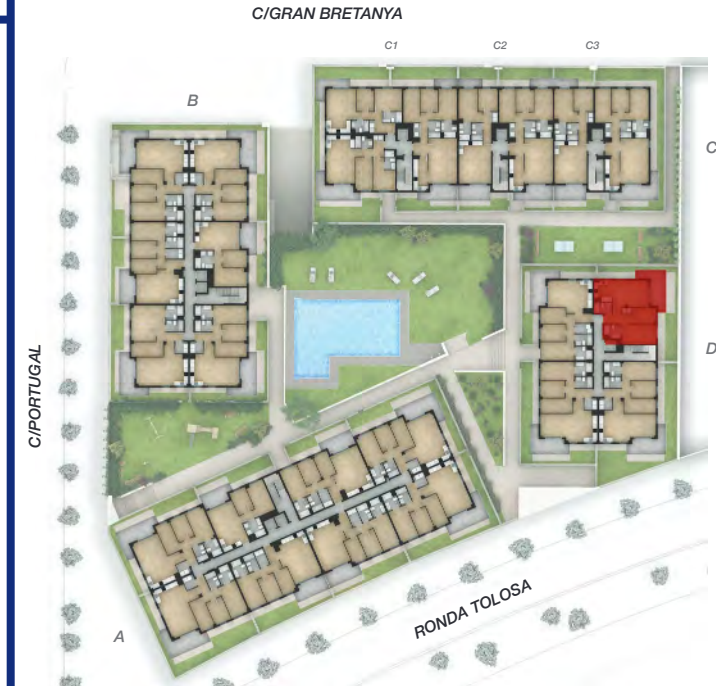 C/GRAN BRETANYA
C1
C2
C3
B
C
C/PORTUGAL
D
A
RONDA TOLOSA